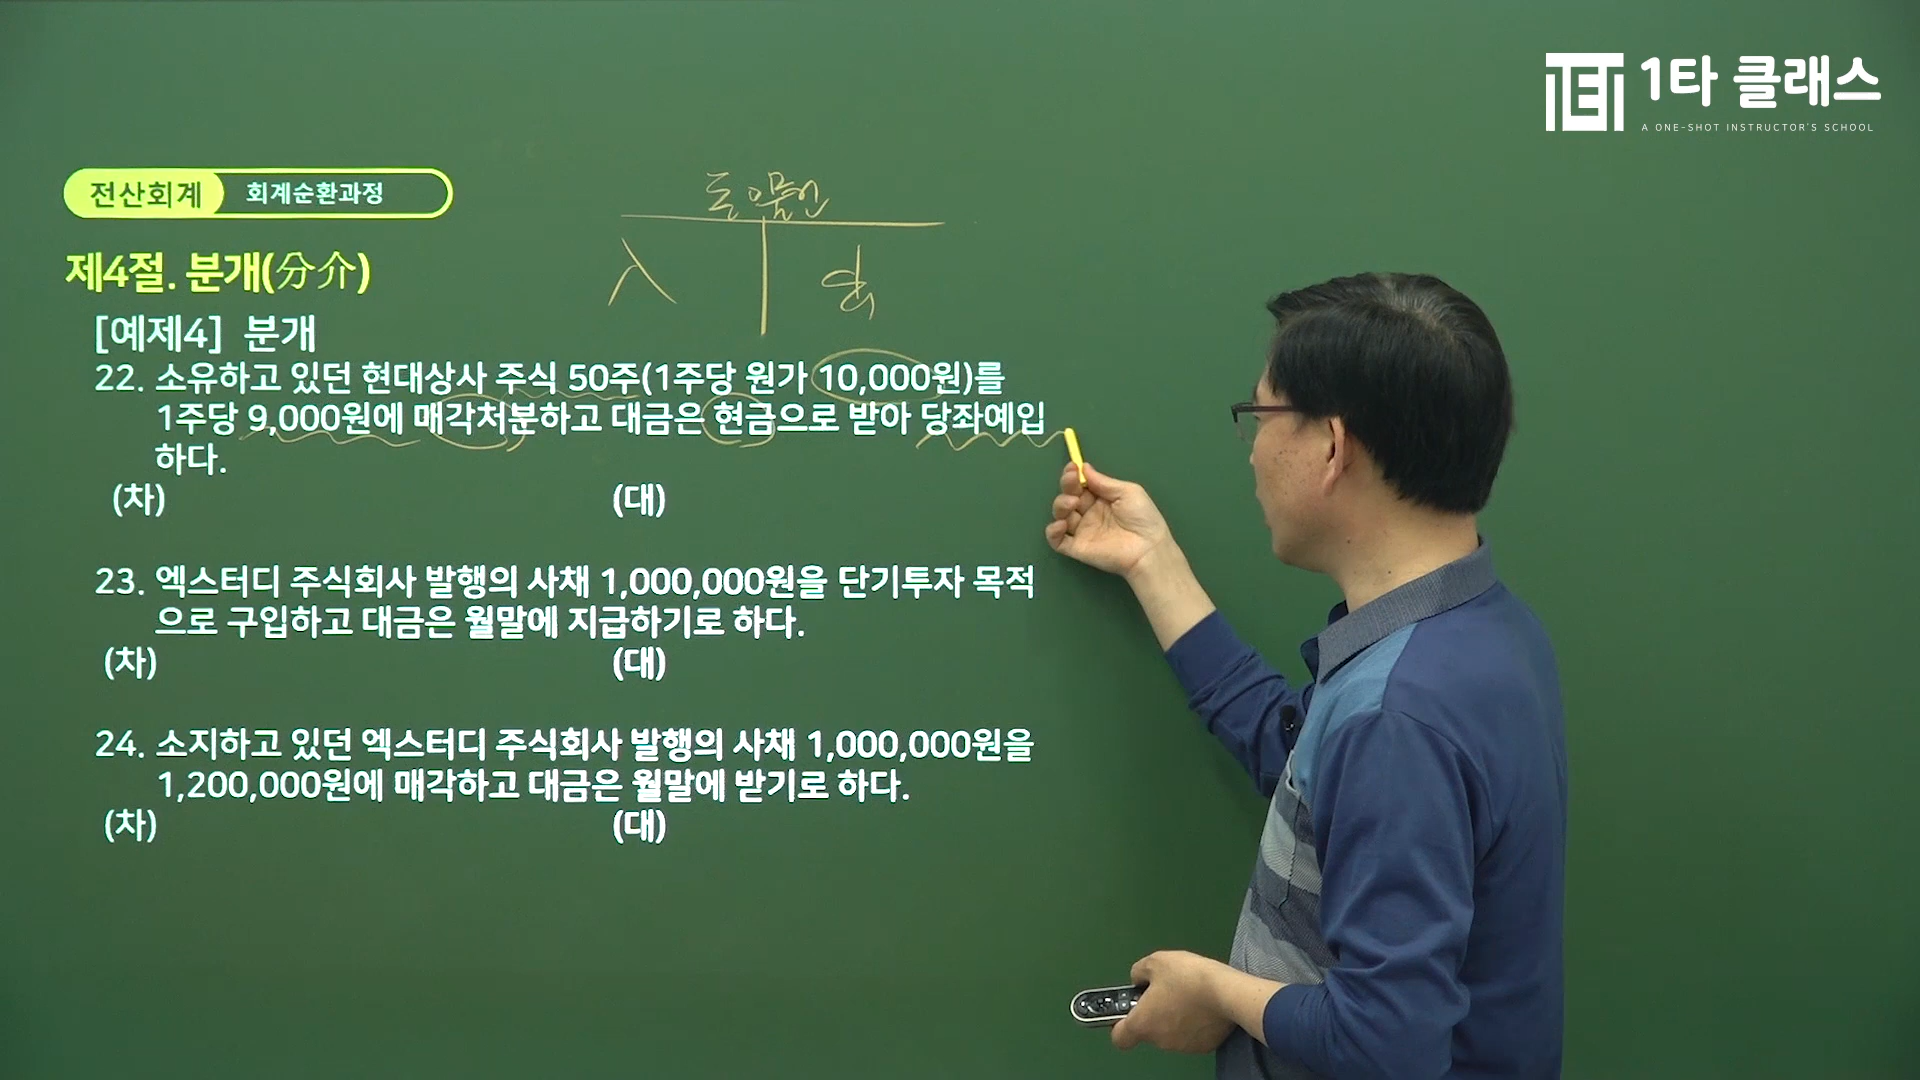 1타 클래스
A ONE-SHOT INSTRUCTOR'S SCHOOL
전산회계 회계순환과정
제4절. 분개(分介)
[예제4] 분개
22. 소유하고 있던 현대상사 주식 50주(1주당 원가 10,000원)를
1주당 9,000원에 매각처분하고 대금은 현금으로 받아 당좌예입
하다.
(차) (대)
23. 엑스터디 주식회사 발행의 사채 1,000,000원을 단기투자 목적
으로 구입하고 대금은 월말에 지급하기로 하다.
(차) (대)
24. 소지하고 있던 엑스터디 주식회사 발행의 사채 1,000,000원을
1,200,000원에 매각하고 대금은 월말에 받기로 하다.
(차) (대)